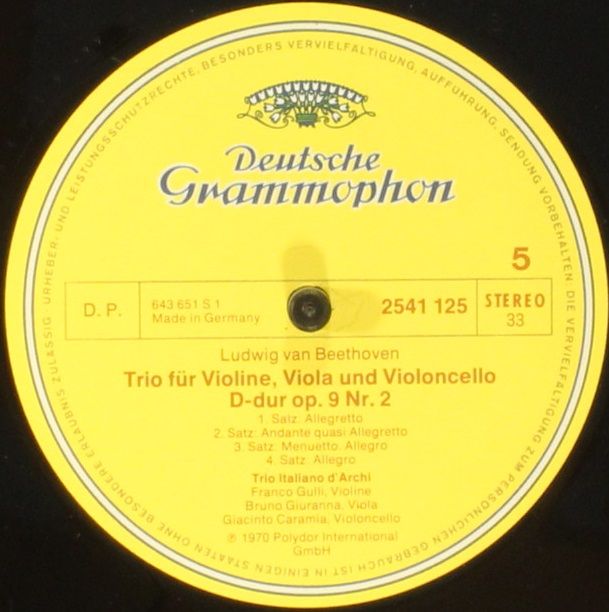 URHEBER- UND LEISTUNGSSCHUTZRECHTE, BESONDERS VERVIELFÄLTIGUNG, AUFFÜHRUNG, SENDUNG VORBEHALTEN: DIE VERVIELFÄLTIGUNG ZUM PERSÖNLICHEN GEBRAUCH IST IN EINIGEN STAATEN OHNE BESONDERE ERLAUBNIS ZULÄSSIG
Deutsche
Grammophon
5
D. P.
643 651 S 1
Made in Germany
2541 125
STEREO
33
Ludwig van Beethoven
Trio für Violine, Viola und Violoncello
D-dur op. 9 Nr. 2
1. Satz: Allegretto
2. Satz: Andante quasi Allegretto
3. Satz: Menuetto. Allegro
4. Satz: Allegro
Trio Italiano d'Archi
Franco Gulli, Violine
Bruno Giuranna, Viola
Giacinto Caramia, Violoncello
℗ 1970 Polydor International
GmbH